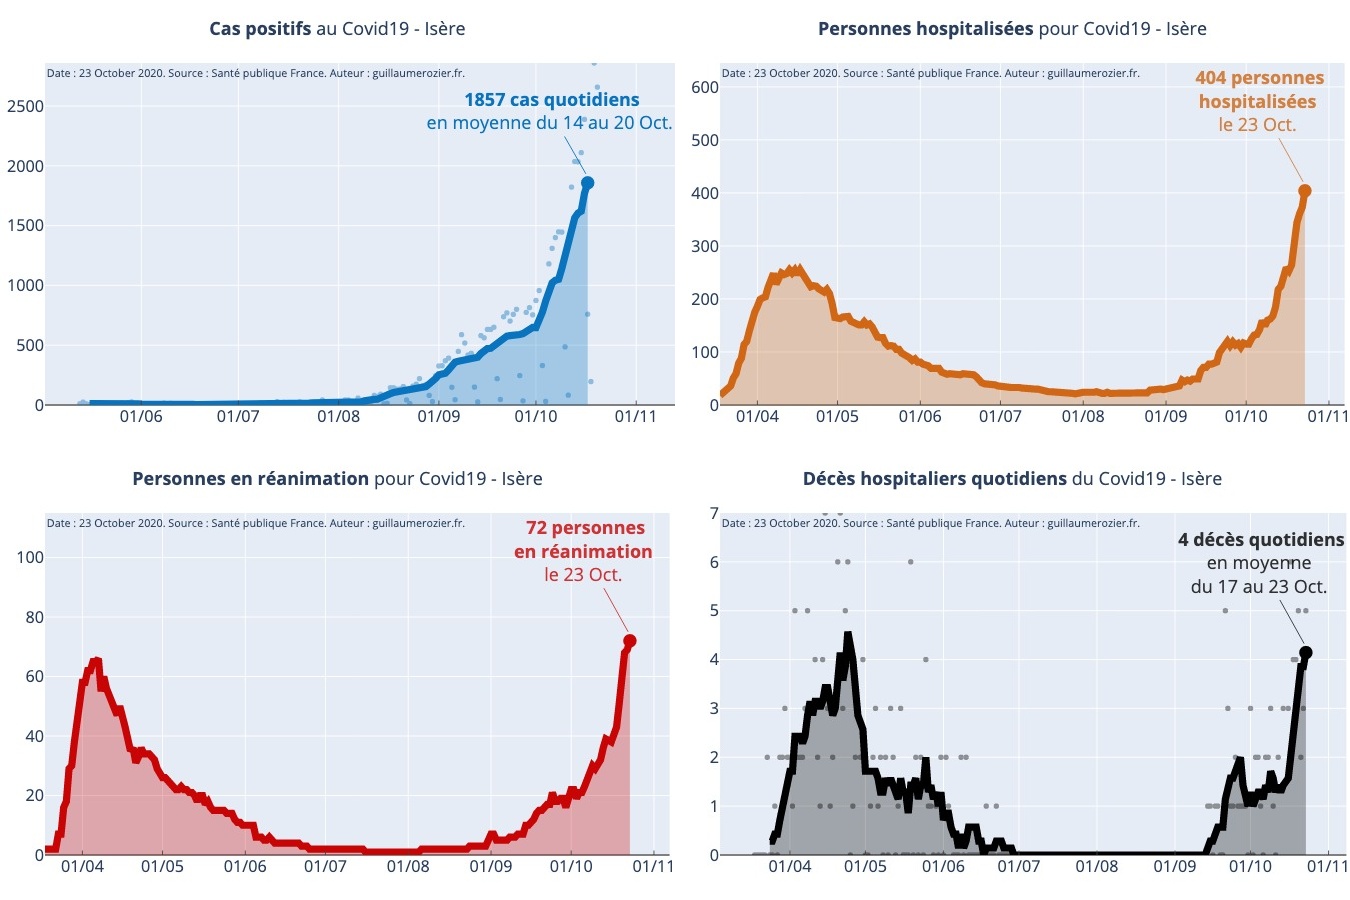 Cas positifs au Covid19 - Isère
Date : 23 October 2020. Source : Santé publique France. Auteur : guillaumerozier.fr.
1857 cas quotidiens
en moyenne du 14 au 20 Oct.
2500
2000
1500
1000
500
0
01/06 01/07 01/08 01/09 01/10 01/11
Personnes hospitalisées pour Covid19 - Isère
Date : 23 October 2020. Source : Santé publique France. Auteur : guillaumerozier.fr.
404 personnes
hospitalisées
le 23 Oct.
600
500
400
300
200
100
0
01/04 01/05 01/06 01/07 01/08 01/09 01/10 01/11
Personnes en réanimation pour Covid19 - Isère
Date : 23 October 2020. Source : Santé publique France. Auteur : guillaumerozier.fr.
72 personnes
en réanimation
le 23 Oct.
100
80
60
40
20
0
01/04 01/05 01/06 01/07 01/08 01/09 01/10 01/11
Décès hospitaliers quotidiens du Covid19 - Isère
7
Date : 23 October 2020. Source : Santé publique France. Auteur : guillaumerozier.fr.
4 décès quotidiens
en moyenne
du 17 au 23 Oct.
6
5
4
3
2
1
0
01/04 01/05 01/06 01/07 01/08 01/09 01/10 01/11